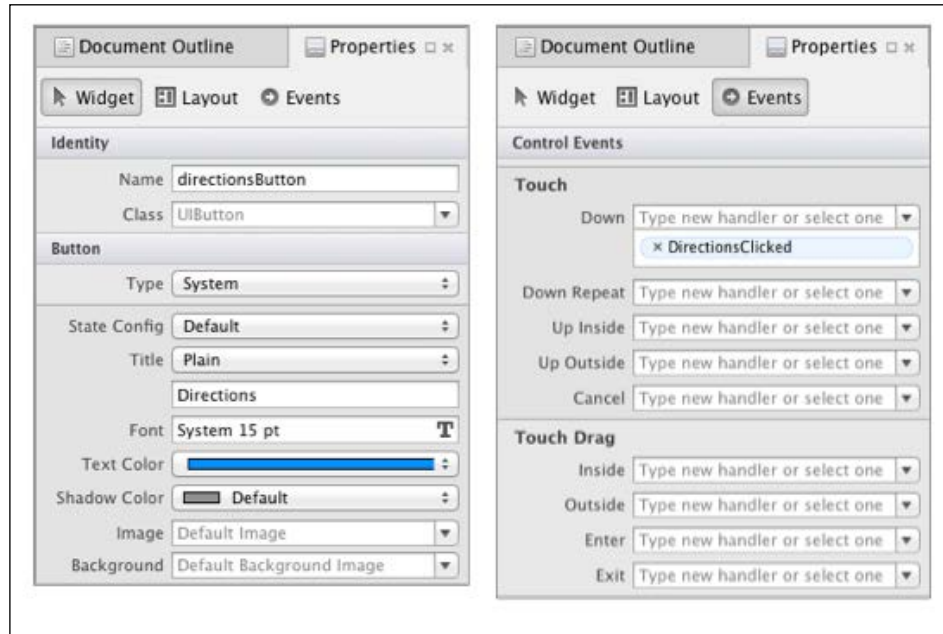 Document Outline
Properties
Widget
Layout
Events
Identity
Name directionsButton
Class UIButton
Button
Type System
State Config Default
Title Plain
Directions
Font System 15 pt T
Text Color
Shadow Color Default
Image Default Image
Background Default Background Image
Document Outline
Properties
Widget
Layout
Events
Control Events
Touch
Down Type new handler or select one
× DirectionsClicked
Down Repeat Type new handler or select one
Up Inside Type new handler or select one
Up Outside Type new handler or select one
Cancel Type new handler or select one
Touch Drag
Inside Type new handler or select one
Outside Type new handler or select one
Enter Type new handler or select one
Exit Type new handler or select one